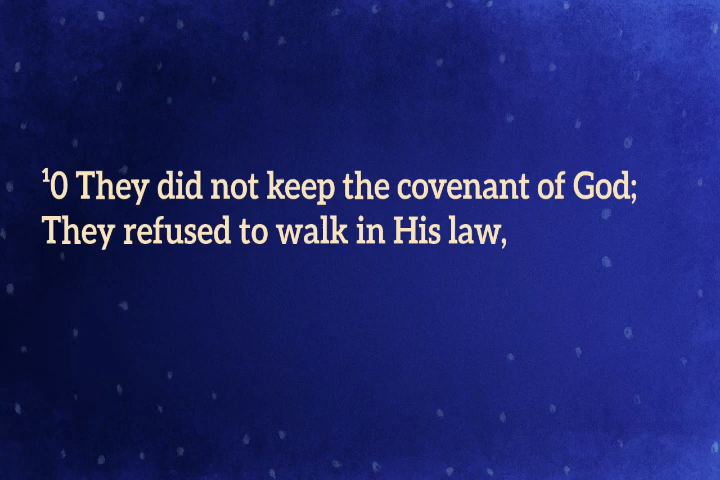 ¹0 They did not keep the covenant of God;
They refused to walk in His law,